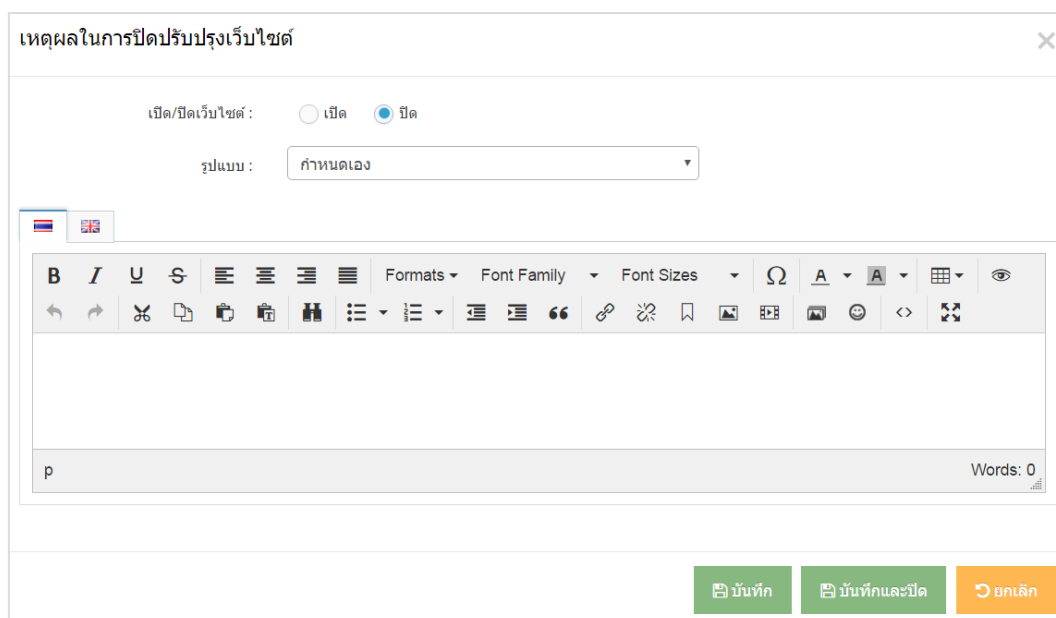 เหตุผลในการปิดปรับปรุงเว็บไซต์
เปิด/ปิดเว็บไซต์ : เปิด ปิด
รูปแบบ : กำหนดเอง
Formats Font Family Font Sizes
p Words: 0
บันทึก บันทึกและปิด ยกเลิก